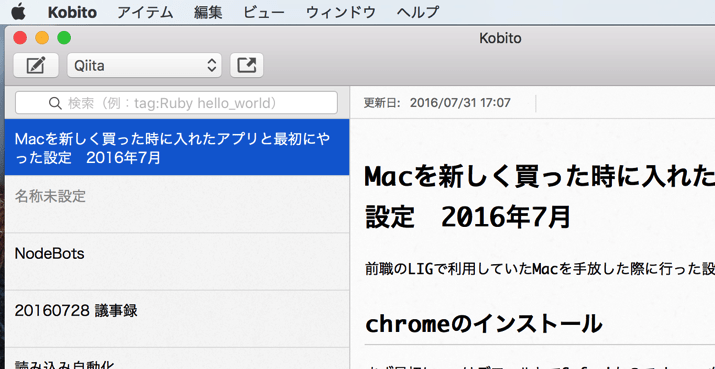 Kobito アイテム 編集 ビュー ウィンドウ ヘルプ
Kobito
Qiita
検索（例：tag:Ruby hello_world）
更新日: 2016/07/31 17:07
Macを新しく買った時に入れたアプリと最初にや
った設定　2016年7月
名称未設定
NodeBots
20160728 議事録
読み込み自動化
Macを新しく買った時に入れた
設定　2016年7月
前職のLIGで利用していたMacを手放した際に行った設
chromeのインストール